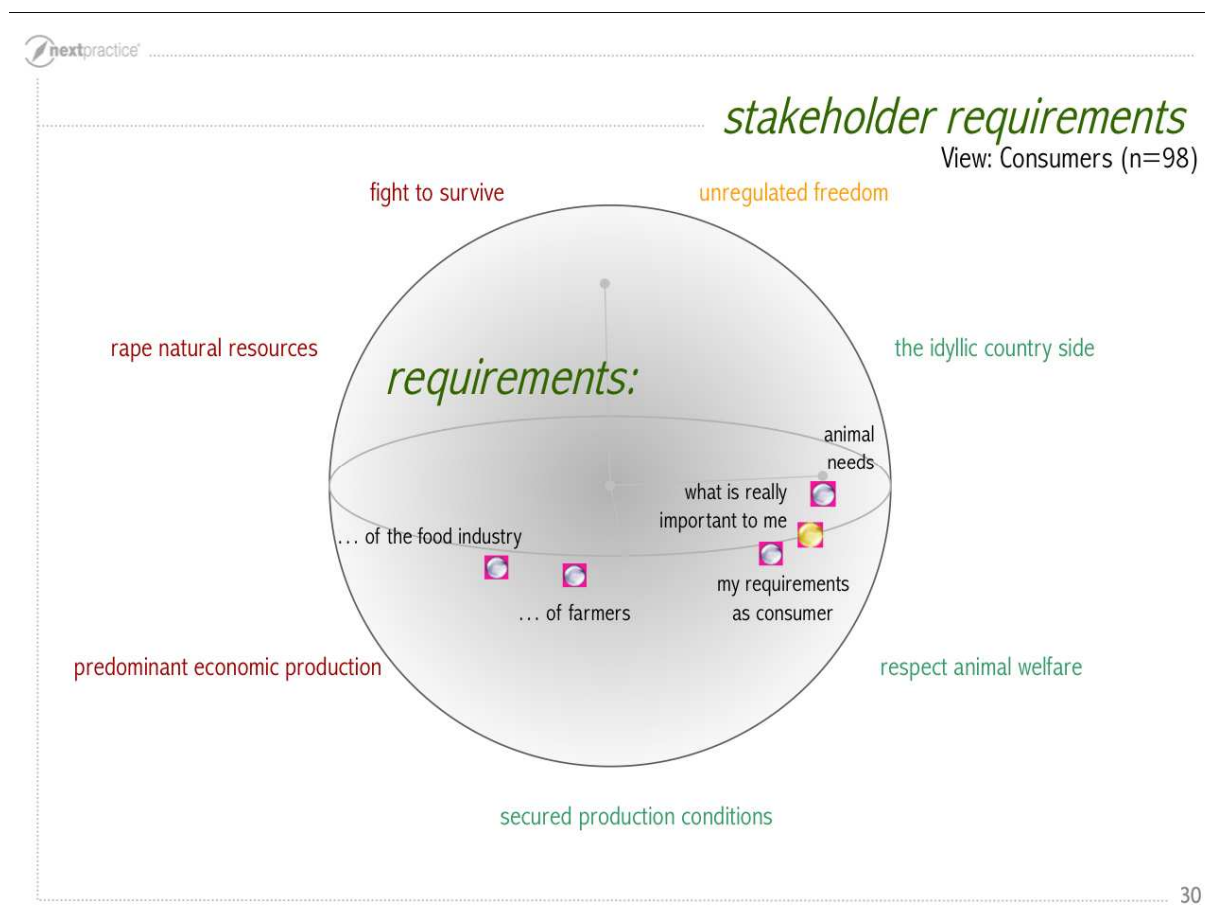 nextpractice
stakeholder requirements
View: Consumers (n=98)
fight to survive
unregulated freedom
rape natural resources
the idyllic country side
requirements:
animal
needs
what is really
important to me
... of the food industry
my requirements
as consumer
... of farmers
predominant economic production
respect animal welfare
secured production conditions
30